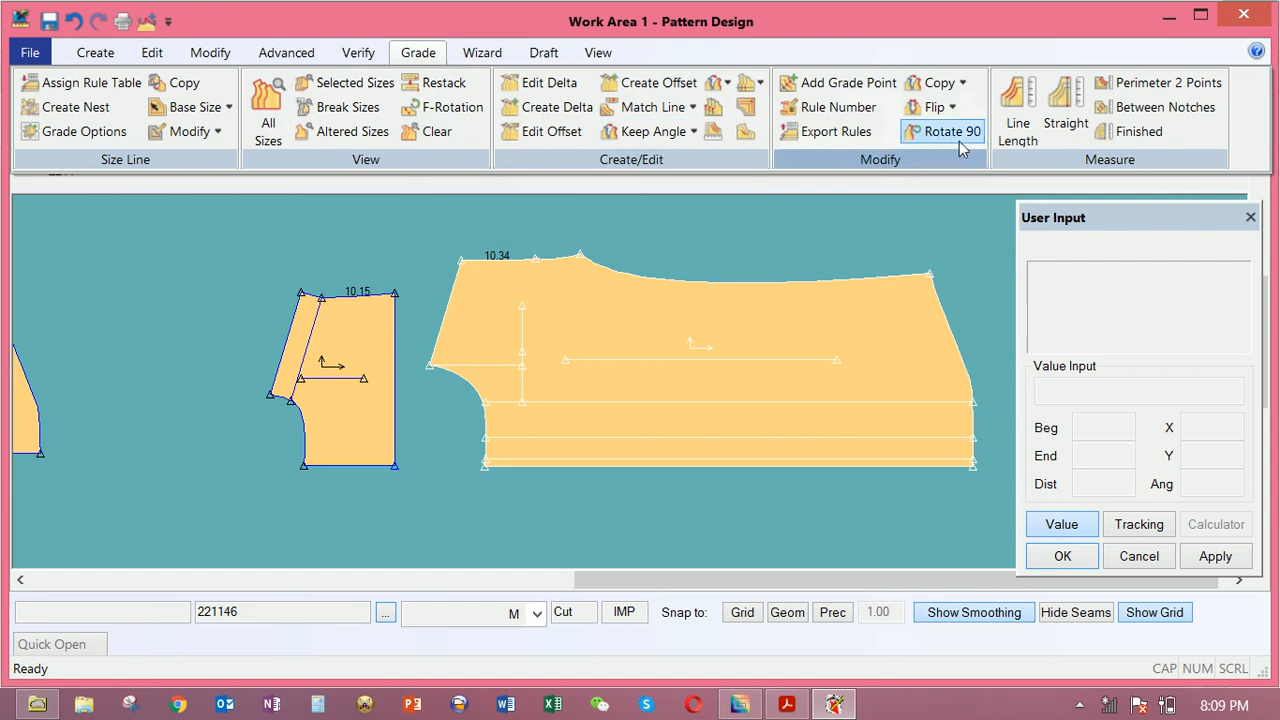 Work Area 1 - Pattern Design
File Create Edit Modify Advanced Verify Grade Wizard Draft View
Assign Rule Table Copy
Create Nest Base Size
Grade Options Modify
Size Line
All Sizes
Selected Sizes Restack
Break Sizes F-Rotation
Altered Sizes Clear
View
Edit Delta Create Offset
Create Delta Match Line
Edit Offset Keep Angle
Create/Edit
Add Grade Point Copy
Rule Number Flip
Export Rules Rotate 90
Modify
Line Length
Straight
Perimeter 2 Points
Between Notches
Finished
Measure
10.15
10.34
User Input
Value Input
Beg X
End Y
Dist Ang
Value Tracking Calculator
OK Cancel Apply
221146 ... M Cut IMP Snap to: Grid Geom Prec 1.00 Show Smoothing Hide Seams Show Grid
Quick Open
Ready CAP NUM SCRL
8:09 PM